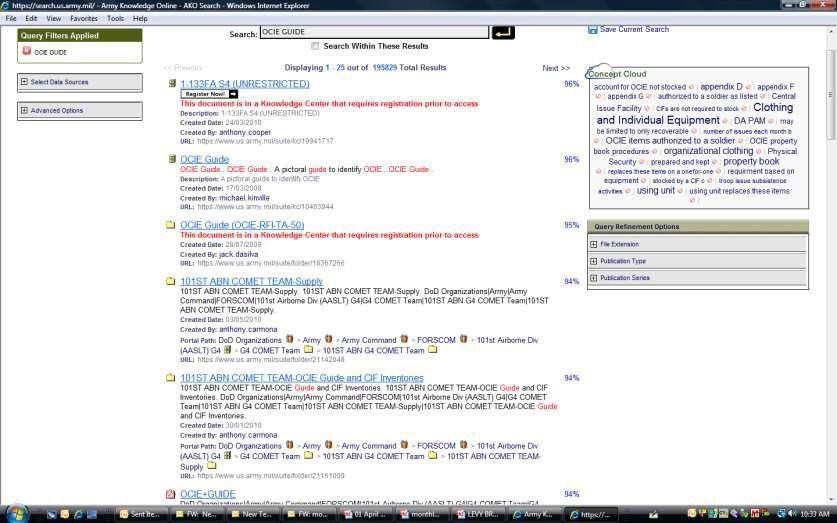 https://search.us.army.mil/ - Army Knowledge Online - AKO Search - Windows Internet Explorer
File Edit View Favorites Tools Help
Query Filters Applied
OCIE GUIDE
Select Data Sources
Advanced Options
Search: OCIE GUIDE
Search Within These Results
<< Previous Displaying 1 - 25 out of 195829 Total Results Next >>
1-133FA S4 (UNRESTRICTED) 96%
Register Now!
This document is in a Knowledge Center that requires registration prior to access
Description: 1-133FA S4 (UNRESTRICTED)
Created Date: 24/03/2010
Created By: anthony.cooper
URL: https://www.us.army.mil/suite/kc/10941717
OCIE Guide 96%
OCIE Guide . OCIE Guide . A pictoral guide to identify OCIE . OCIE Guide .
Description: A pictoral guide to identify OCIE
Created Date: 17/03/2008
Created By: michael.kinville
URL: https://www.us.army.mil/suite/kc/10463944
OCIE Guide (OCIE-RFI-TA-50) 95%
This document is in a Knowledge Center that requires registration prior to access
Created Date: 28/07/2009
Created By: jack.dasilva
URL: https://www.us.army.mil/suite/folder/18367266
101ST ABN COMET TEAM-Supply 94%
101ST ABN COMET TEAM-Supply. 101ST ABN COMET TEAM-Supply. DoD Organizations|Army|Army
Command|FORSCOM|101st Airborne Div (AASLT) G4|G4 COMET Team|101ST ABN G4 COMET Team|101ST
ABN COMET TEAM-Supply.
Created Date: 03/05/2010
Created By: anthony.carmona
Portal Path: DoD Organizations > Army > Army Command > FORSCOM > 101st Airborne Div
(AASLT) G4 > G4 COMET Team > 101ST ABN G4 COMET Team
URL: https://www.us.army.mil/suite/folder/21142048
101ST ABN COMET TEAM-OCIE Guide and CIF Inventories 94%
101ST ABN COMET TEAM-OCIE Guide and CIF Inventories. 101ST ABN COMET TEAM-OCIE Guide and CIF
Inventories. DoD Organizations|Army|Army Command|FORSCOM|101st Airborne Div (AASLT) G4|G4 COMET
Team|101ST ABN G4 COMET Team|101ST ABN COMET TEAM-Supply|101ST ABN COMET TEAM-OCIE Guide
and CIF Inventories.
Created Date: 30/01/2010
Created By: anthony.carmona
Portal Path: DoD Organizations > Army > Army Command > FORSCOM > 101st Airborne Div
(AASLT) G4 > G4 COMET Team > 101ST ABN G4 COMET Team > 101ST ABN COMET TEAM-
Supply
URL: https://www.us.army.mil/suite/folder/21151009
OCIE+GUIDE 94%
Save Current Search
Concept Cloud
account for OCIE not stocked appendix D appendix F
appendix G authorized to a soldier as listed Central
Issue Facility CIFs are not required to stock Clothing
and Individual Equipment DA PAM may
be limited to only recoverable number of issues each month b
OCIE items authorized to a soldier OCIE property
book procedures organizational clothing Physical
Security prepared and kept property book
replaces these items on a onefor-one requirment based on
equipment stocked by a CIF c troop issue subsistence
activities using unit using unit replaces these items
Query Refinement Options
File Extension
Publication Type
Publication Series
Sent Ite... FW: Ne... New Te... FW: mo... 01 April ... monthl... LEVY BR... Army K... https:/... 10:33 AM